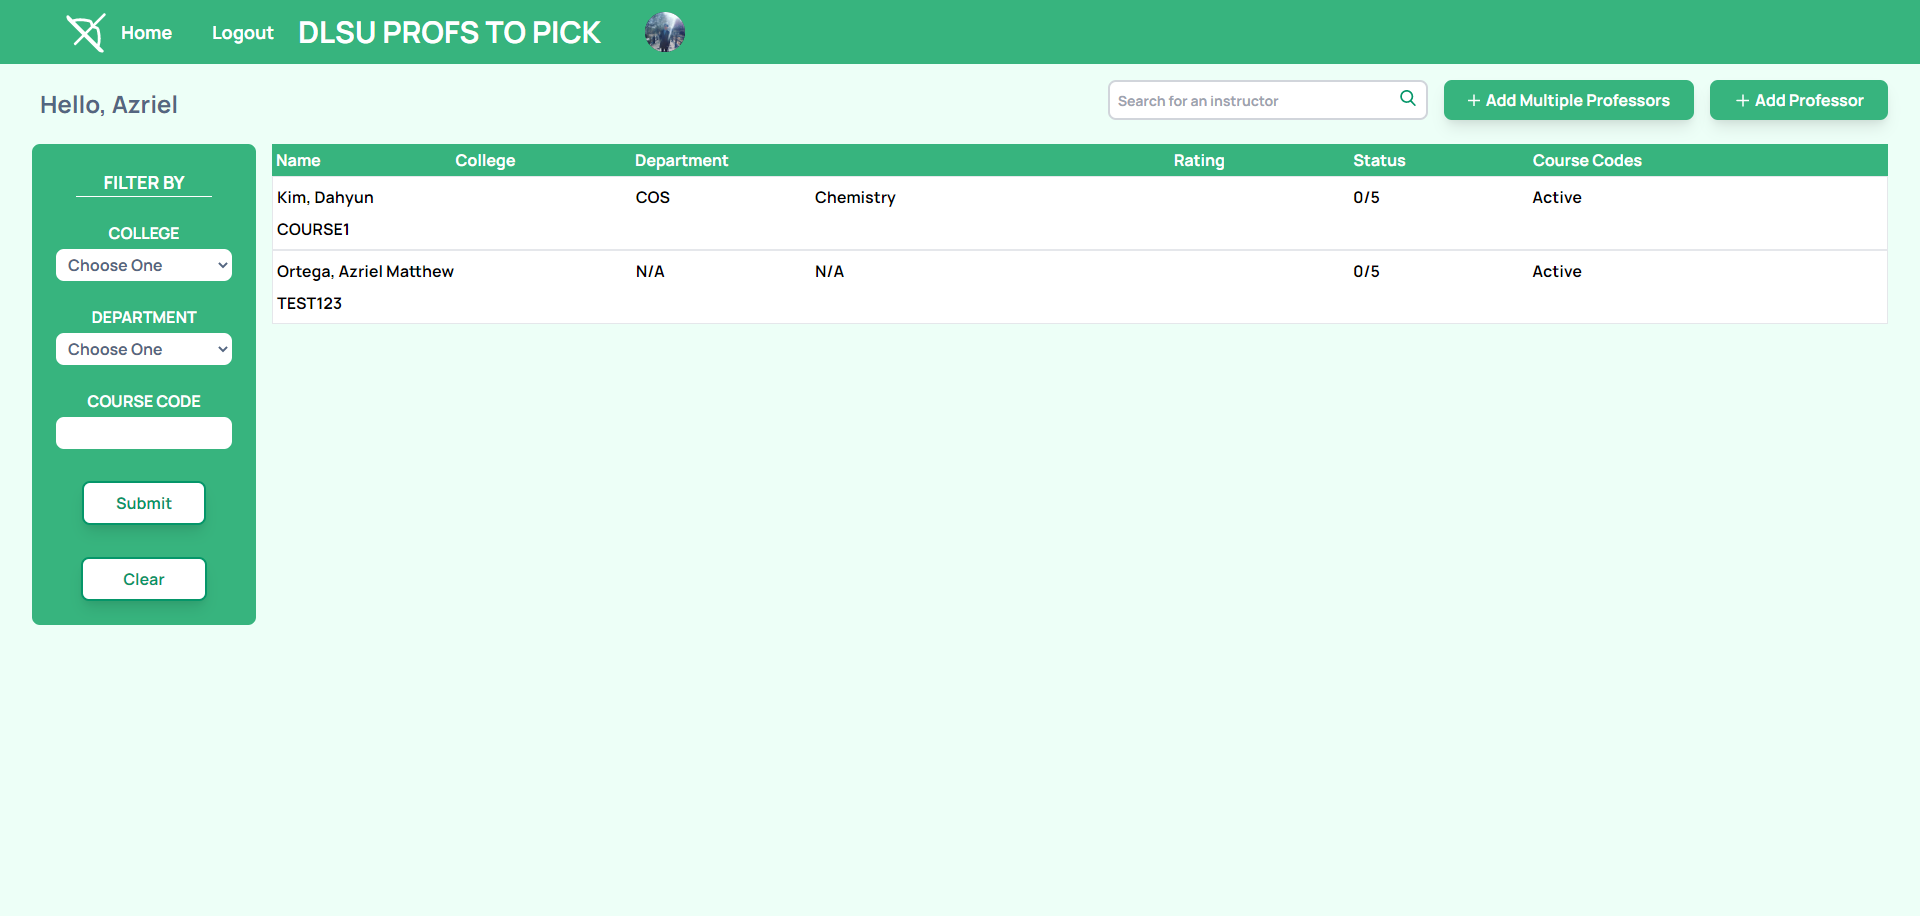 Home Logout DLSU PROFS TO PICK
Hello, Azriel
Search for an instructor
+ Add Multiple Professors
+ Add Professor
FILTER BY
COLLEGE
Choose One
DEPARTMENT
Choose One
COURSE CODE
Submit
Clear
Name College Department Rating Status Course Codes
Kim, Dahyun COS Chemistry 0/5 Active
COURSE1
Ortega, Azriel Matthew N/A N/A 0/5 Active
TEST123